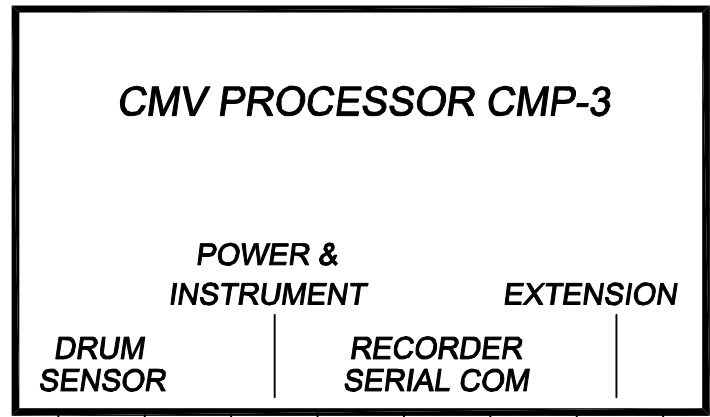 CMV PROCESSOR CMP-3
POWER &
INSTRUMENT
EXTENSION
DRUM
SENSOR
RECORDER
SERIAL COM